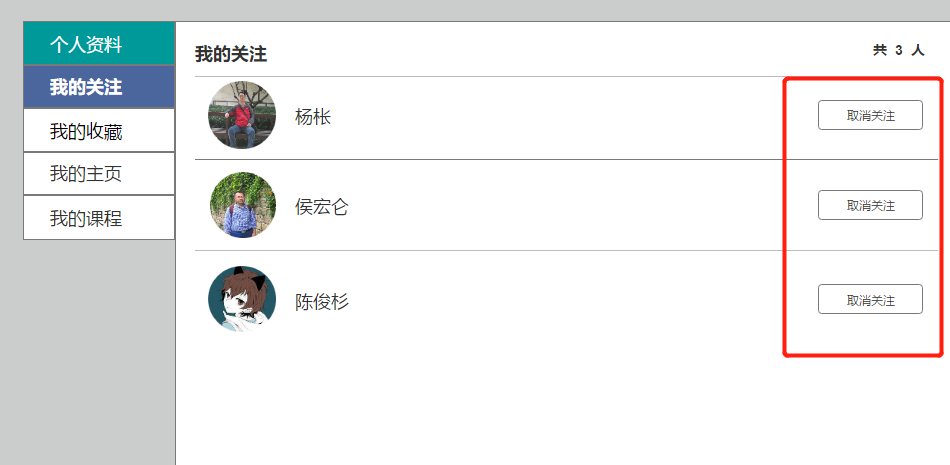 个人资料
我的关注
我的收藏
我的主页
我的课程
我的关注
共 3 人
杨枨
取消关注
侯宏仑
取消关注
陈俊杉
取消关注